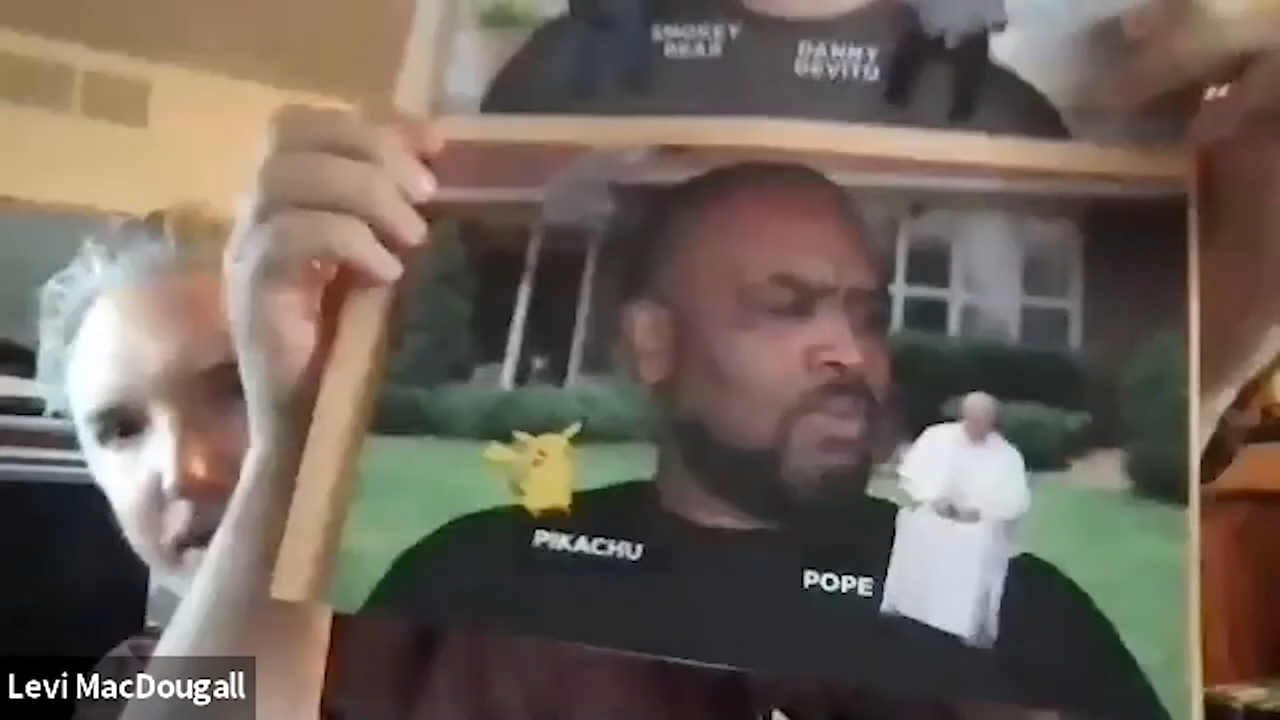 SMOKEY
BEAR
DANNY
DEVITO
PIKACHU
POPE
Levi MacDougall